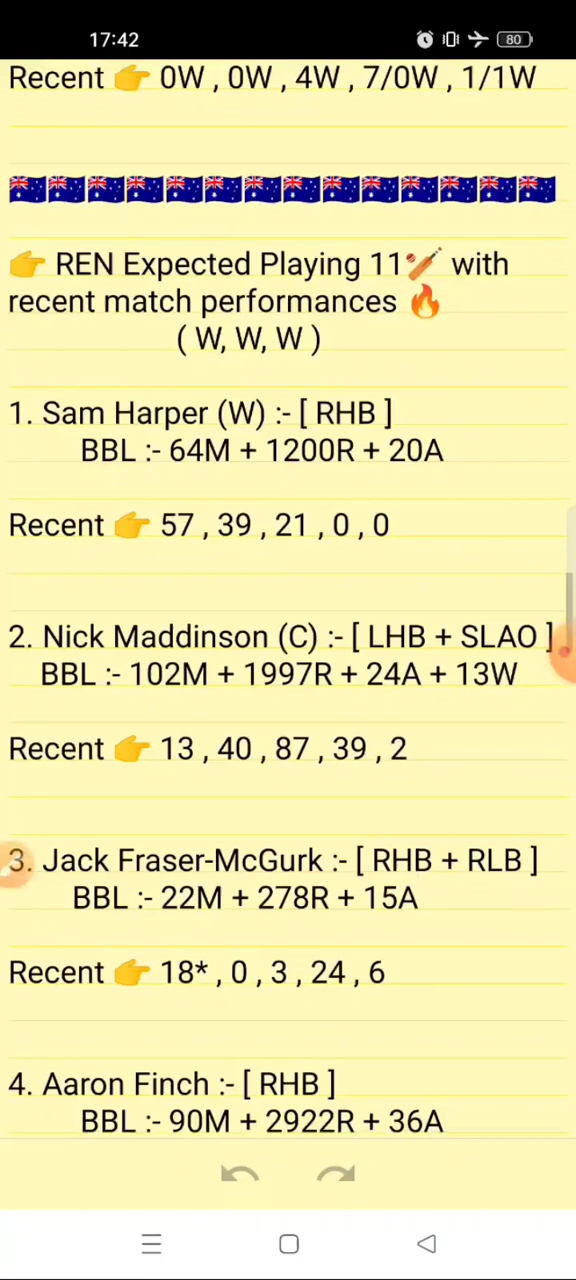 17:42
80
Recent 👉 0W , 0W , 4W , 7/0W , 1/1W
🇦🇺🇦🇺🇦🇺🇦🇺🇦🇺🇦🇺🇦🇺🇦🇺🇦🇺🇦🇺🇦🇺🇦🇺🇦🇺🇦🇺
👉 REN Expected Playing 11🏏 with
recent match performances 🔥
( W, W, W )
1. Sam Harper (W) :- [ RHB ]
BBL :- 64M + 1200R + 20A
Recent 👉 57 , 39 , 21 , 0 , 0
2. Nick Maddinson (C) :- [ LHB + SLAO ]
BBL :- 102M + 1997R + 24A + 13W
Recent 👉 13 , 40 , 87 , 39 , 2
3. Jack Fraser-McGurk :- [ RHB + RLB ]
BBL :- 22M + 278R + 15A
Recent 👉 18* , 0 , 3 , 24 , 6
4. Aaron Finch :- [ RHB ]
BBL :- 90M + 2922R + 36A